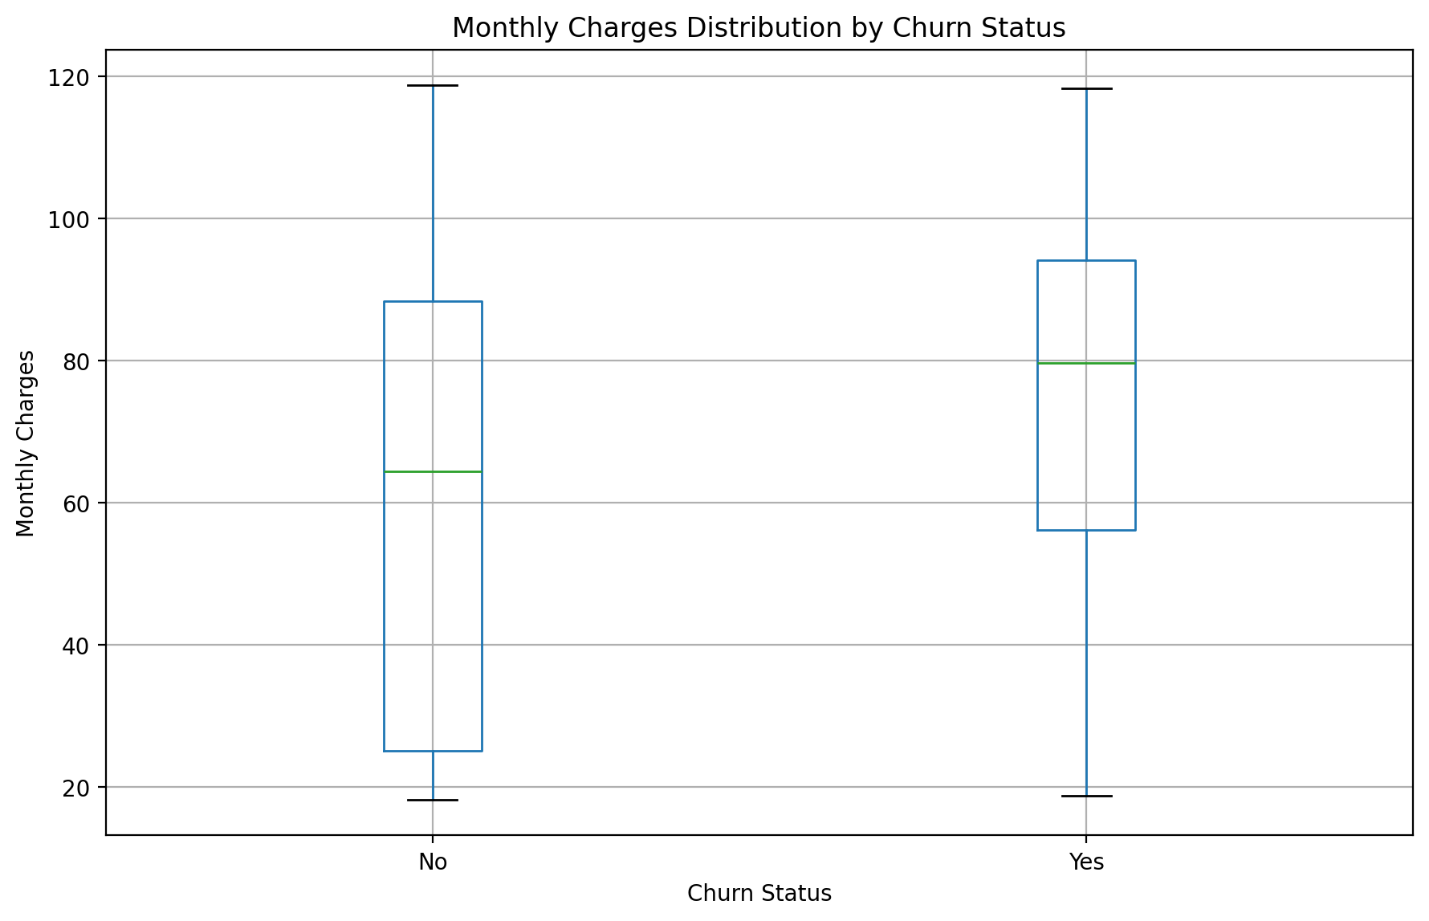 Monthly Charges Distribution by Churn Status
120
100
80
60
40
20
Monthly Charges
No
Yes
Churn Status